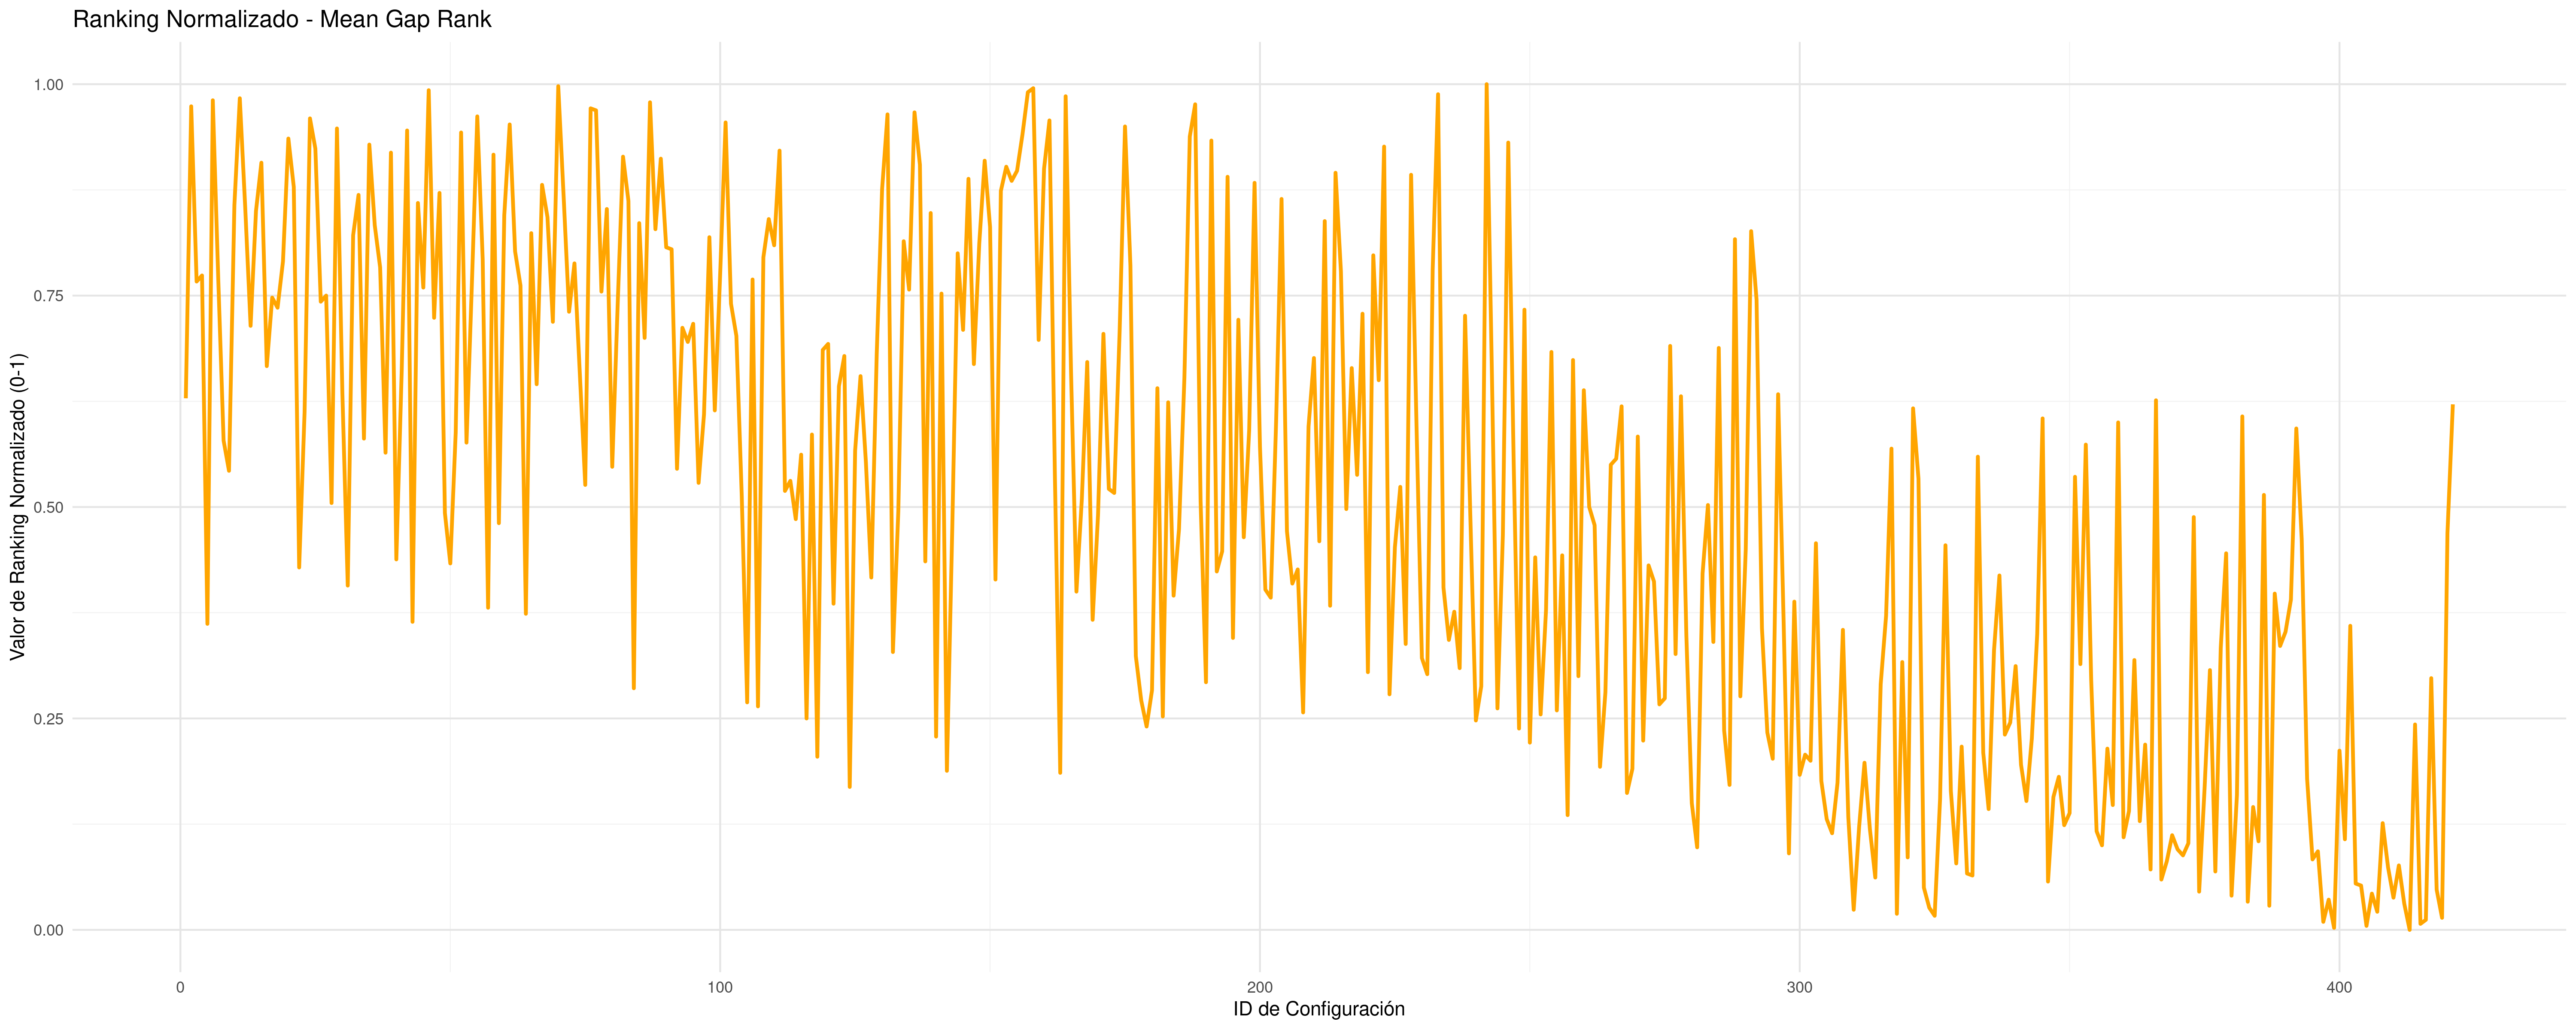 Ranking Normalizado - Mean Gap Rank
Valor de Ranking Normalizado (0-1)
1.00
0.75
0.50
0.25
0.00
0 100 200 300 400
ID de Configuración